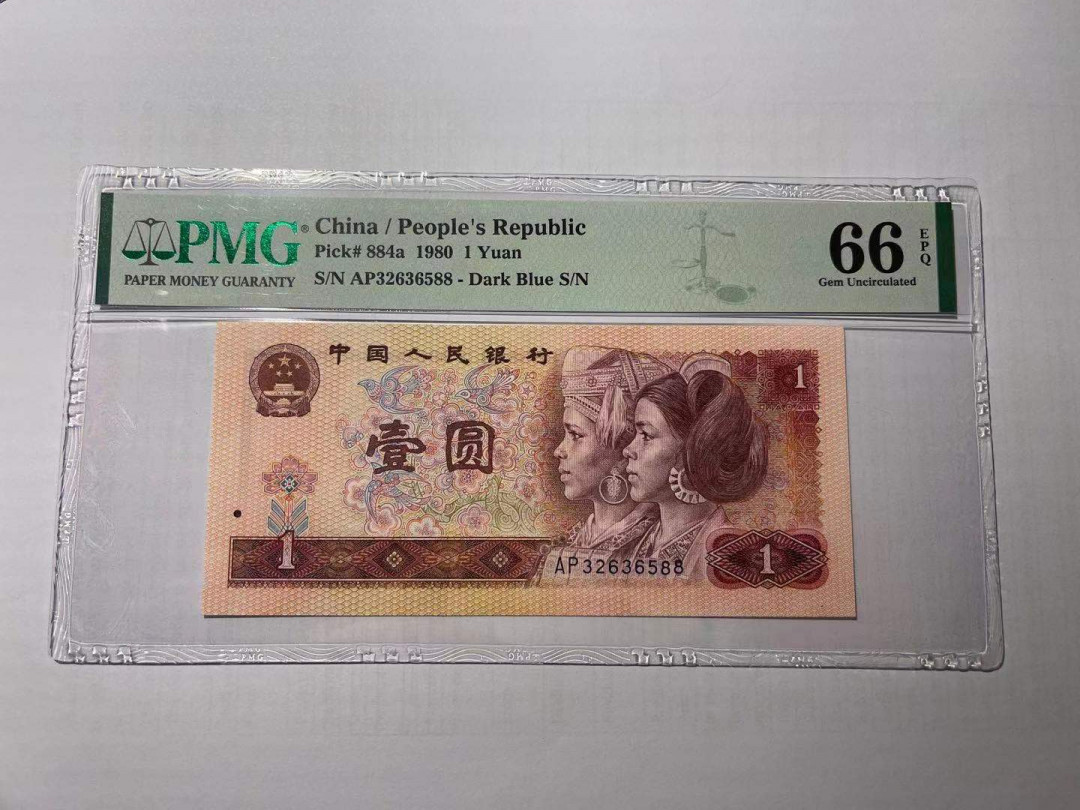 PMG®
PAPER MONEY GUARANTY
China / People's Republic
Pick# 884a 1980 1 Yuan
S/N AP32636588 - Dark Blue S/N
66
EPQ
Gem Uncirculated
中国人民银行
1
壹圆
1
AP32636588
1